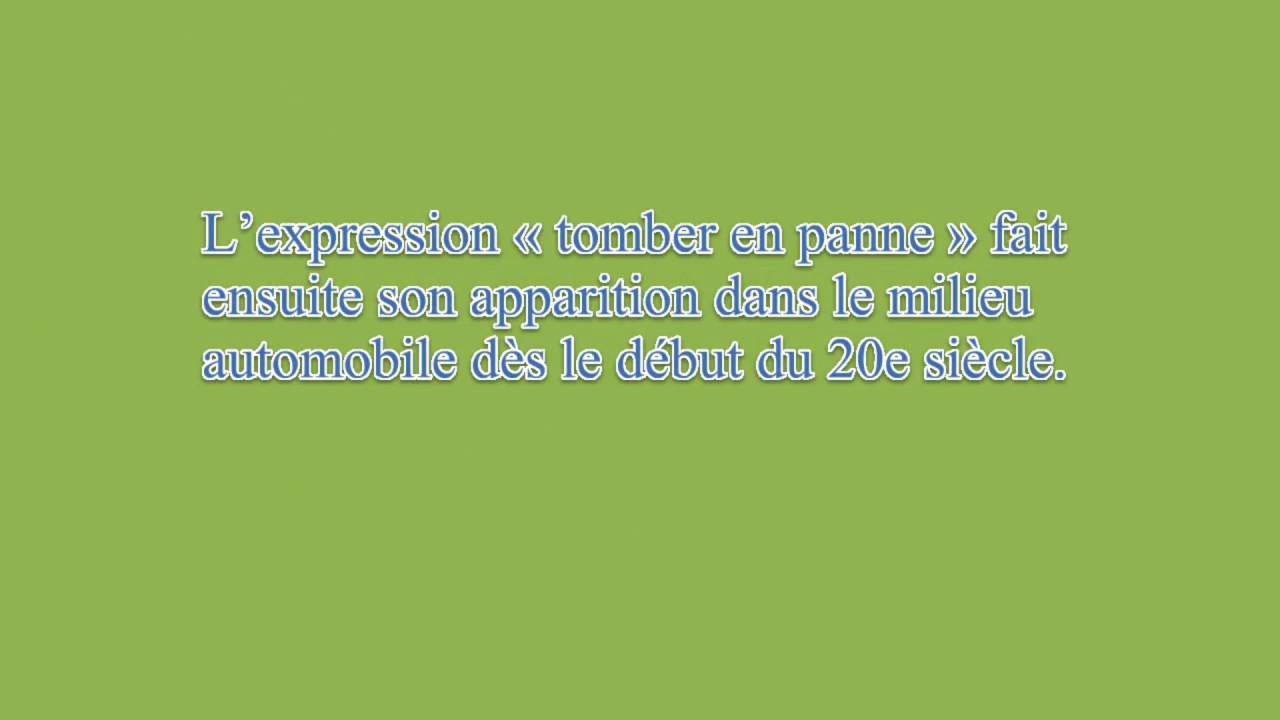 L’expression « tomber en panne » fait
ensuite son apparition dans le milieu
automobile dès le début du 20e siècle.